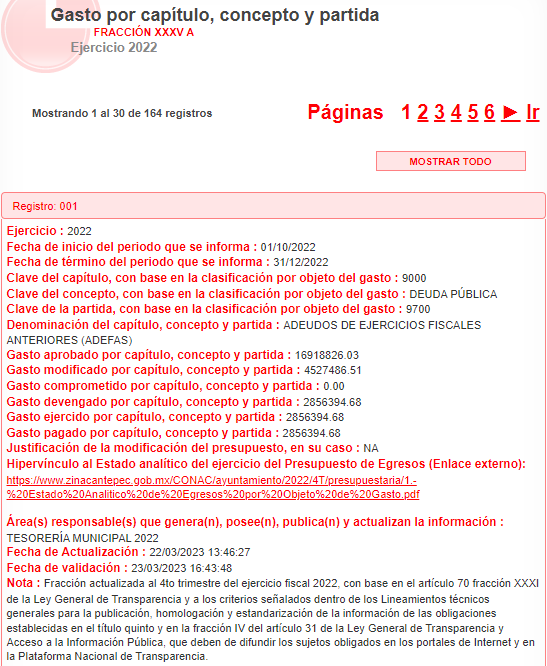 Gasto por capítulo, concepto y partida
FRACCIÓN XXXV A
Ejercicio 2022
Mostrando 1 al 30 de 164 registros
Páginas 1 2 3 4 5 6 ► Ir
MOSTRAR TODO
Registro: 001
Ejercicio : 2022
Fecha de inicio del periodo que se informa : 01/10/2022
Fecha de término del periodo que se informa : 31/12/2022
Clave del capítulo, con base en la clasificación por objeto del gasto : 9000
Clave del concepto, con base en la clasificación por objeto del gasto : DEUDA PÚBLICA
Clave de la partida, con base en la clasificación por objeto del gasto : 9700
Denominación del capítulo, concepto y partida : ADEUDOS DE EJERCICIOS FISCALES
ANTERIORES (ADEFAS)
Gasto aprobado por capítulo, concepto y partida : 16918826.03
Gasto modificado por capítulo, concepto y partida : 4527486.51
Gasto comprometido por capítulo, concepto y partida : 0.00
Gasto devengado por capítulo, concepto y partida : 2856394.68
Gasto ejercido por capítulo, concepto y partida : 2856394.68
Gasto pagado por capítulo, concepto y partida : 2856394.68
Justificación de la modificación del presupuesto, en su caso : NA
Hipervínculo al Estado analítico del ejercicio del Presupuesto de Egresos (Enlace externo):
https://www.zinacantepec.gob.mx/CONAC/ayuntamiento/2022/4T/presupuestaria/1.-
%20Estado%20Analitico%20de%20Egresos%20por%20Objeto%20de%20Gasto.pdf
Área(s) responsable(s) que genera(n), posee(n), publica(n) y actualizan la información :
TESORERÍA MUNICIPAL 2022
Fecha de Actualización : 22/03/2023 13:46:27
Fecha de validación : 23/03/2023 16:43:48
Nota : Fracción actualizada al 4to trimestre del ejercicio fiscal 2022, con base en el artículo 70 fracción XXXI
de la Ley General de Transparencia y a los criterios señalados dentro de los Lineamientos técnicos
generales para la publicación, homologación y estandarización de la información de las obligaciones
establecidas en el título quinto y en la fracción IV del artículo 31 de la Ley General de Transparencia y
Acceso a la Información Pública, que deben de difundir los sujetos obligados en los portales de Internet y en
la Plataforma Nacional de Transparencia.